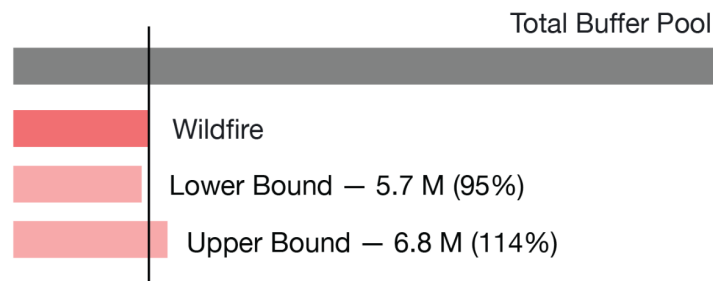 Total Buffer Pool
Wildfire
Lower Bound — 5.7 M (95%)
Upper Bound — 6.8 M (114%)